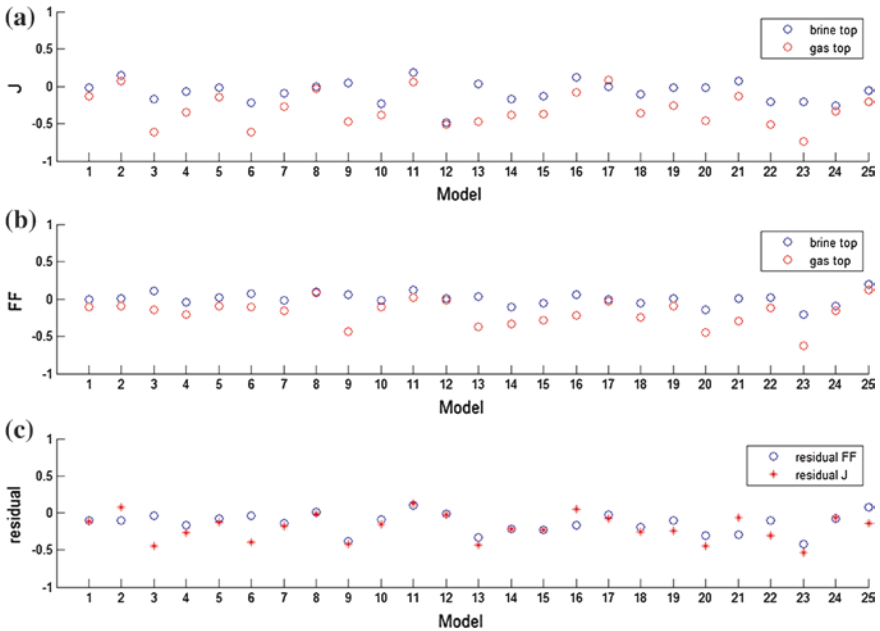 (a)
1
0.5
0
-0.5
-1
J
brine top
gas top
1 2 3 4 5 6 7 8 9 10 11 12 13 14 15 16 17 18 19 20 21 22 23 24 25
Model
(b)
1
0.5
0
-0.5
-1
FF
brine top
gas top
1 2 3 4 5 6 7 8 9 10 11 12 13 14 15 16 17 18 19 20 21 22 23 24 25
Model
(c)
1
0.5
0
-0.5
-1
residual
residual FF
residual J
1 2 3 4 5 6 7 8 9 10 11 12 13 14 15 16 17 18 19 20 21 22 23 24 25
Model